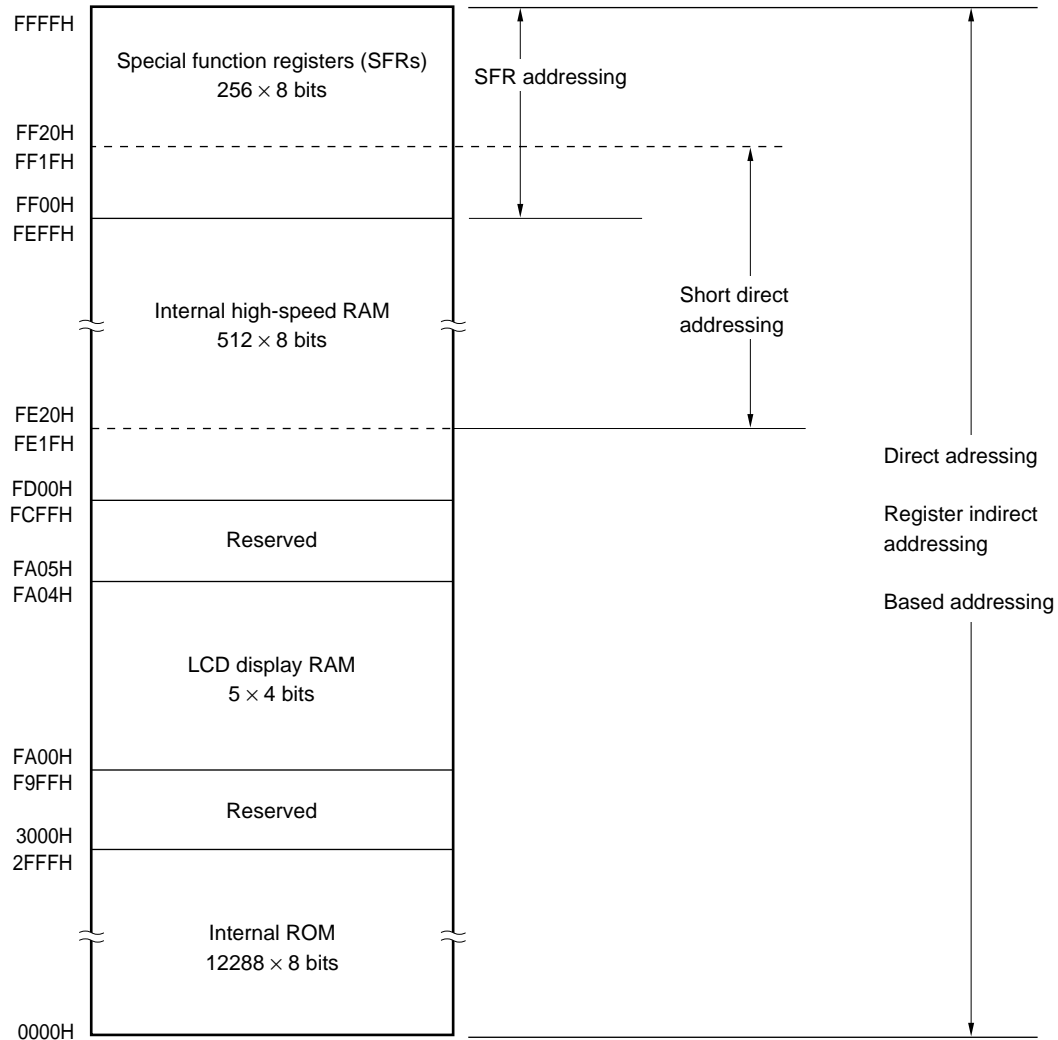 FFFFH
Special function registers (SFRs)
256 × 8 bits
SFR addressing
FF20H
FF1FH
FF00H
FEFFH
Internal high-speed RAM
512 × 8 bits
Short direct
addressing
FE20H
FE1FH
Direct adressing
Register indirect
addressing
Based addressing
FD00H
FCFFH
Reserved
FA05H
FA04H
LCD display RAM
5 × 4 bits
FA00H
F9FFH
Reserved
3000H
2FFFH
Internal ROM
12288 × 8 bits
0000H